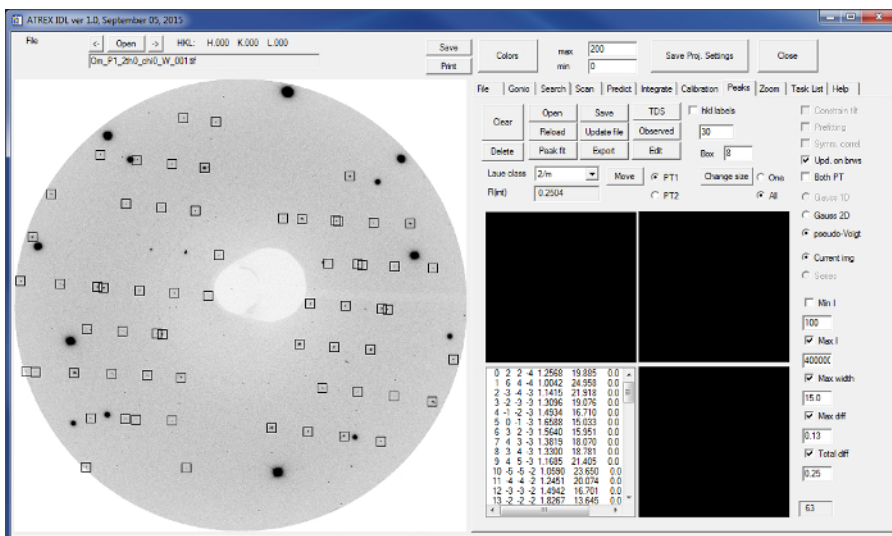 ATREX IDL ver 1.0, September 05, 2015
File
<- Open -> HKL: H.000 K.000 L.000
Om_P1_2th0_chi0_W_001.tif
Save
Print
Colors
max 200
min 0
Save Proj. Settings
Close
File Gonio Search Scan Predict Integrate Calibration Peaks Zoom Task List Help
Clear Open Save TDS hkl labels
Reload Update file Observed 30
Delete Peak fit Export Edit Box 8
Laue class 2/m Move PT1 Change size One
R(int) 0.2504 PT2 All
Constrain tilt
Prefitting
Symm. correl.
Upd. on brws
Both PT
Gauss 1D
Gauss 2D
pseudo-Voigt
Current img
Series
Min I
100
Max I
400000
Max width
15.0
Max diff
0.13
Total diff
0.25
63
0 2 2 -4 1.2568 19.885 0.0
1 6 4 -4 1.0042 24.958 0.0
2 -3 -4 -3 1.1415 21.918 0.0
3 -2 -3 -3 1.3096 19.076 0.0
4 -1 -2 -3 1.4934 16.710 0.0
5 0 -1 -3 1.6588 15.033 0.0
6 3 2 -3 1.5640 15.951 0.0
7 4 3 -3 1.3819 18.070 0.0
8 3 4 -3 1.3300 18.781 0.0
9 4 5 -3 1.1685 21.405 0.0
10 -5 -5 -2 1.0590 23.650 0.0
11 -4 -4 -2 1.2451 20.074 0.0
12 -3 -3 -2 1.4942 16.701 0.0
13 -2 -2 -2 1.8267 13.645 0.0